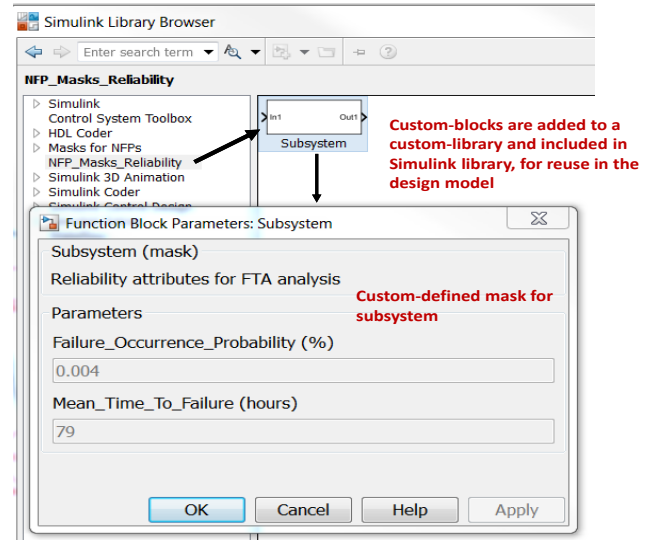 Simulink Library Browser
Enter search term
NFP_Masks_Reliability
Simulink
Control System Toolbox
HDL Coder
Masks for NFPs
NFP_Masks_Reliability
Simulink 3D Animation
Simulink Coder
Simulink Control Design
In1 Out1
Subsystem
Custom-blocks are added to a
custom-library and included in
Simulink library, for reuse in the
design model
Function Block Parameters: Subsystem
Subsystem (mask)
Reliability attributes for FTA analysis
Custom-defined mask for
subsystem
Parameters
Failure_Occurrence_Probability (%)
0.004
Mean_Time_To_Failure (hours)
79
OK Cancel Help Apply